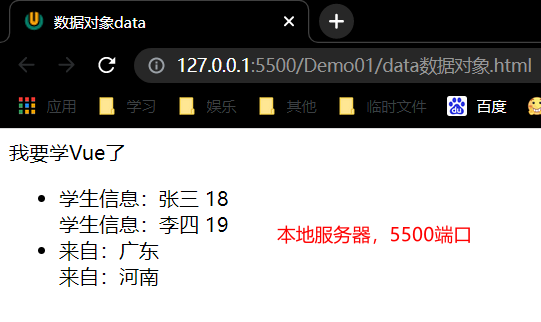 数据对象data
127.0.0.1:5500/Demo01/data数据对象.html
应用 学习 娱乐 其他 临时文件 百度
我要学Vue了
学生信息：张三 18
学生信息：李四 19
来自：广东
来自：河南
本地服务器，5500端口